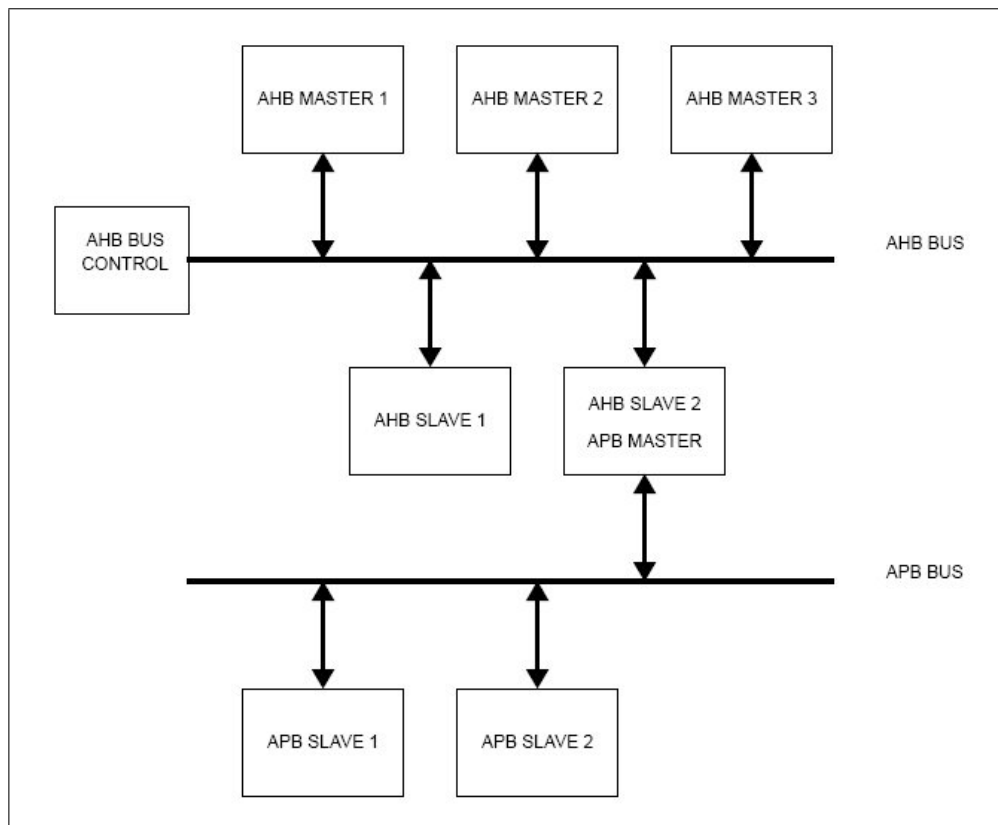 AHB MASTER 1
AHB MASTER 2
AHB MASTER 3
AHB BUS
CONTROL
AHB BUS
AHB SLAVE 1
AHB SLAVE 2
APB MASTER
APB BUS
APB SLAVE 1
APB SLAVE 2